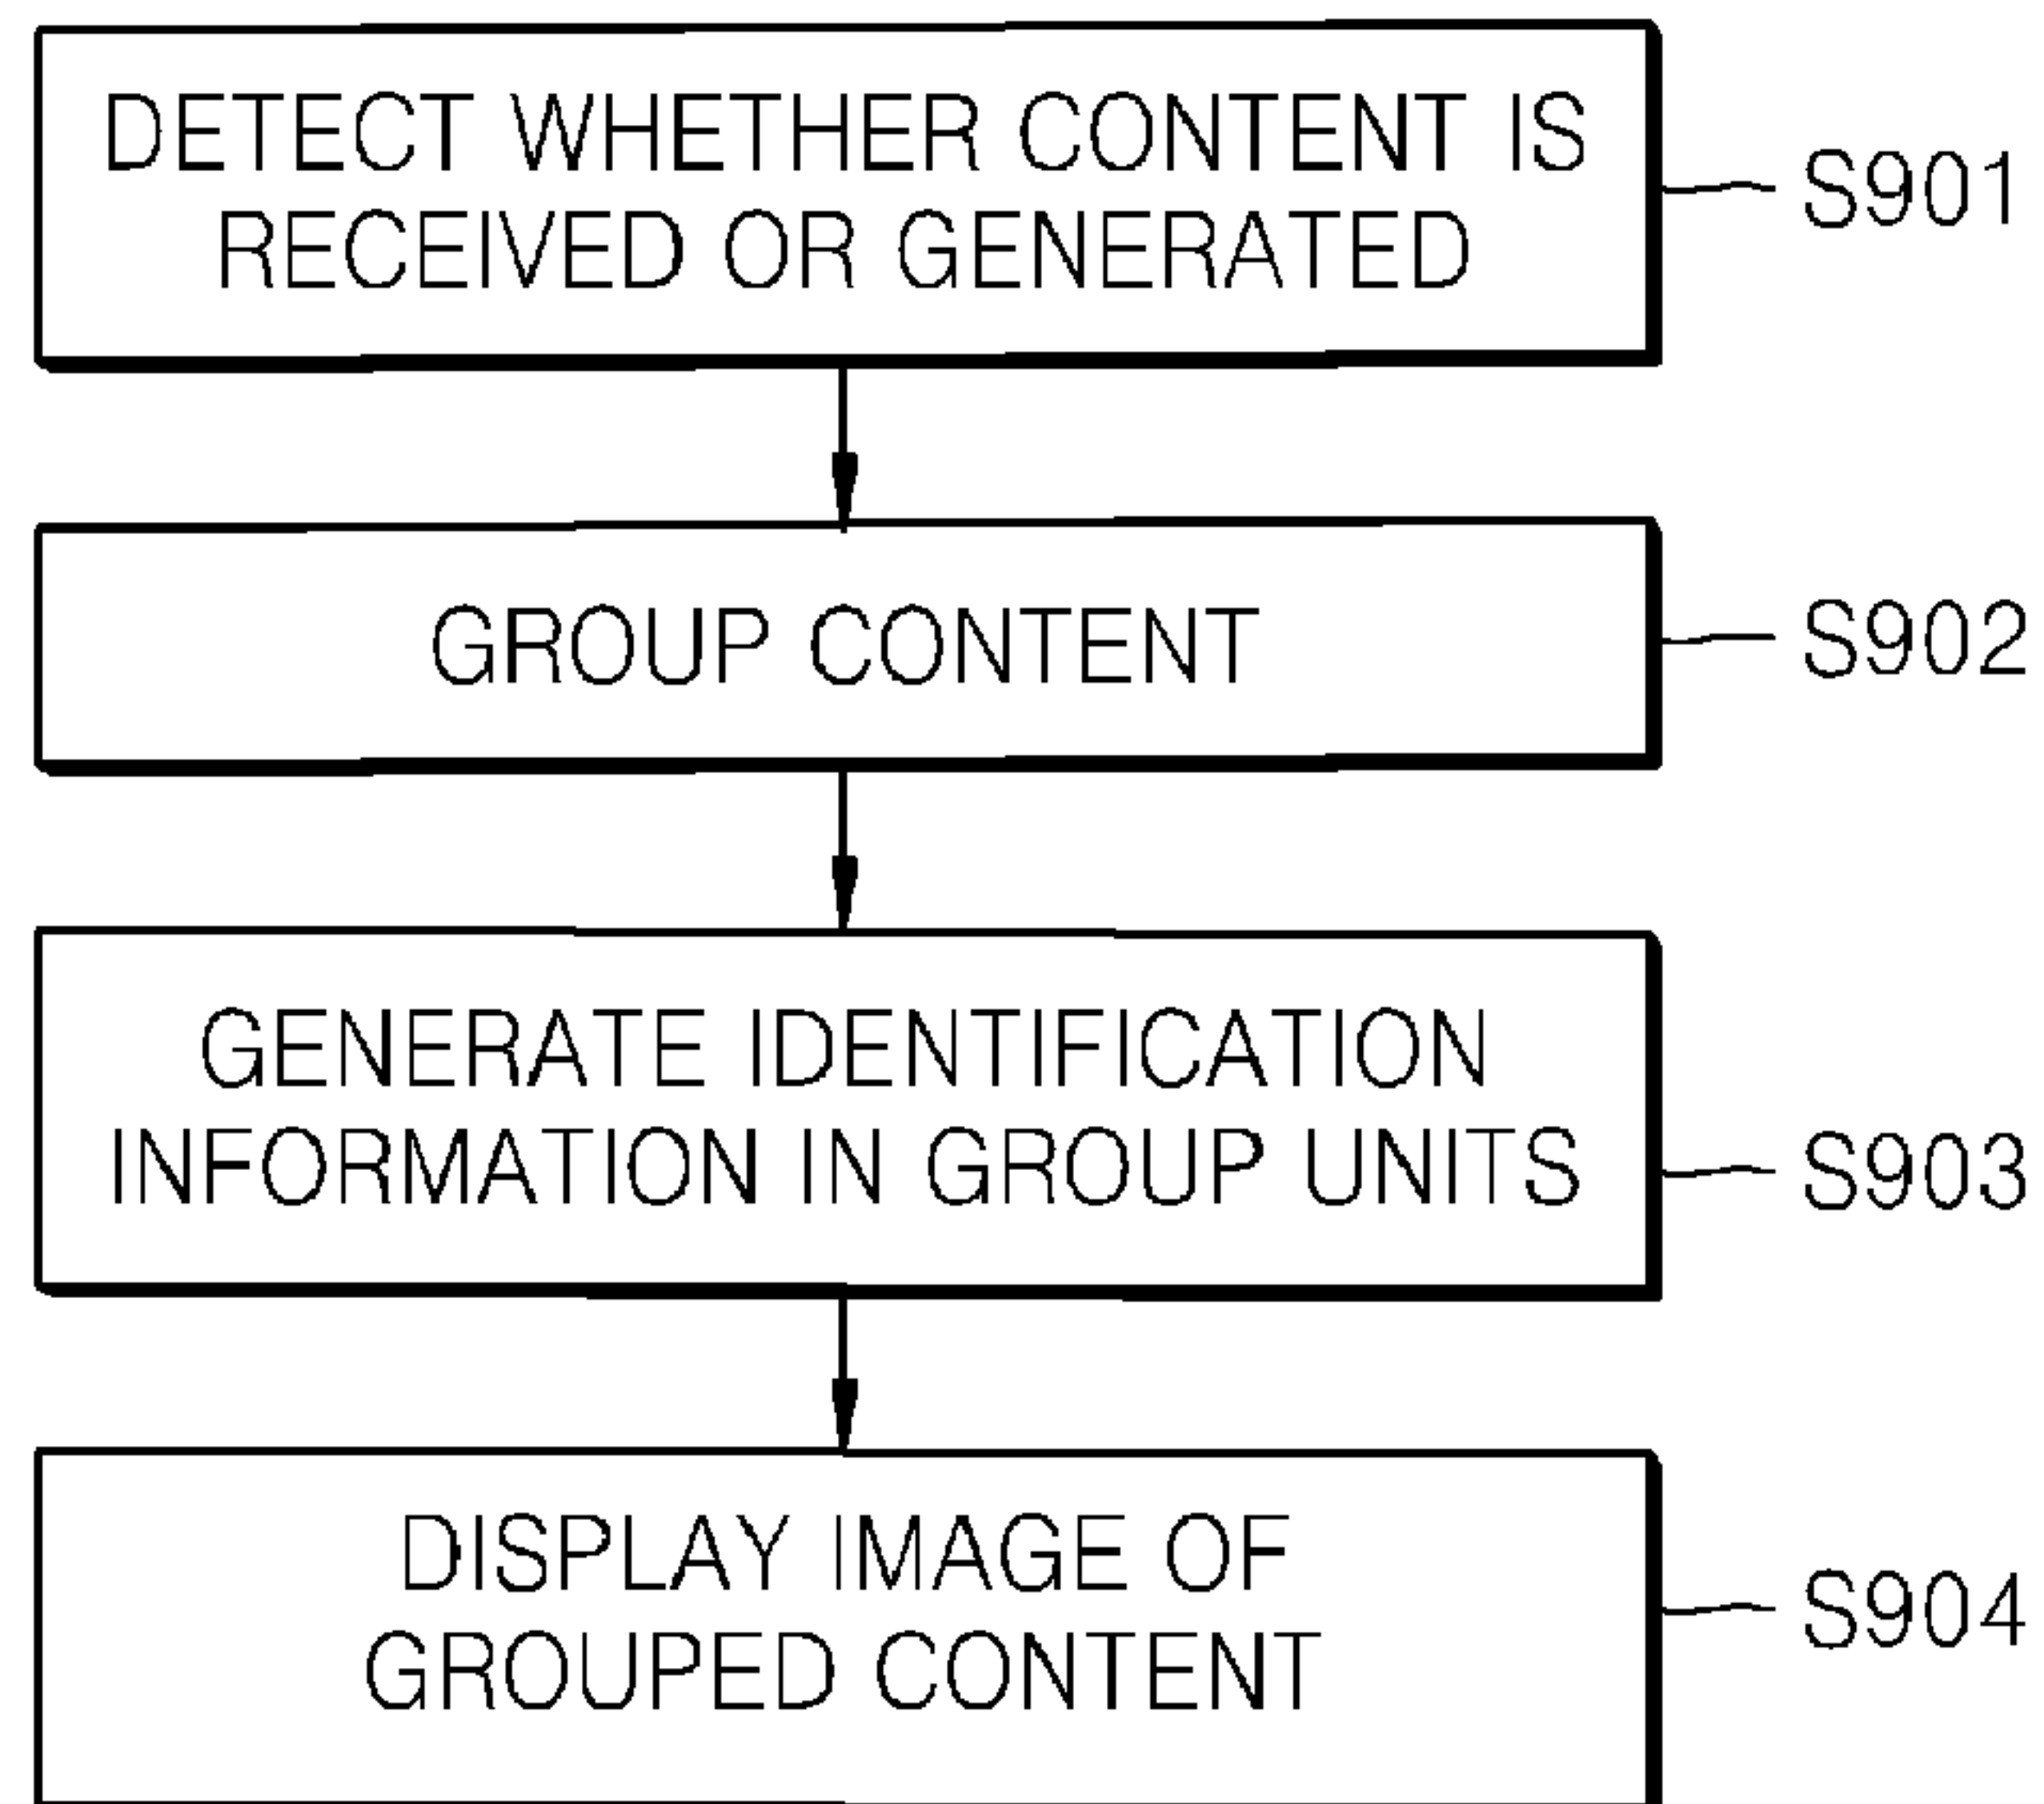 DETECT WHETHER CONTENT IS
RECEIVED OR GENERATED
S901
GROUP CONTENT
S902
GENERATE IDENTIFICATION
INFORMATION IN GROUP UNITS
S903
DISPLAY IMAGE OF
GROUPED CONTENT
S904